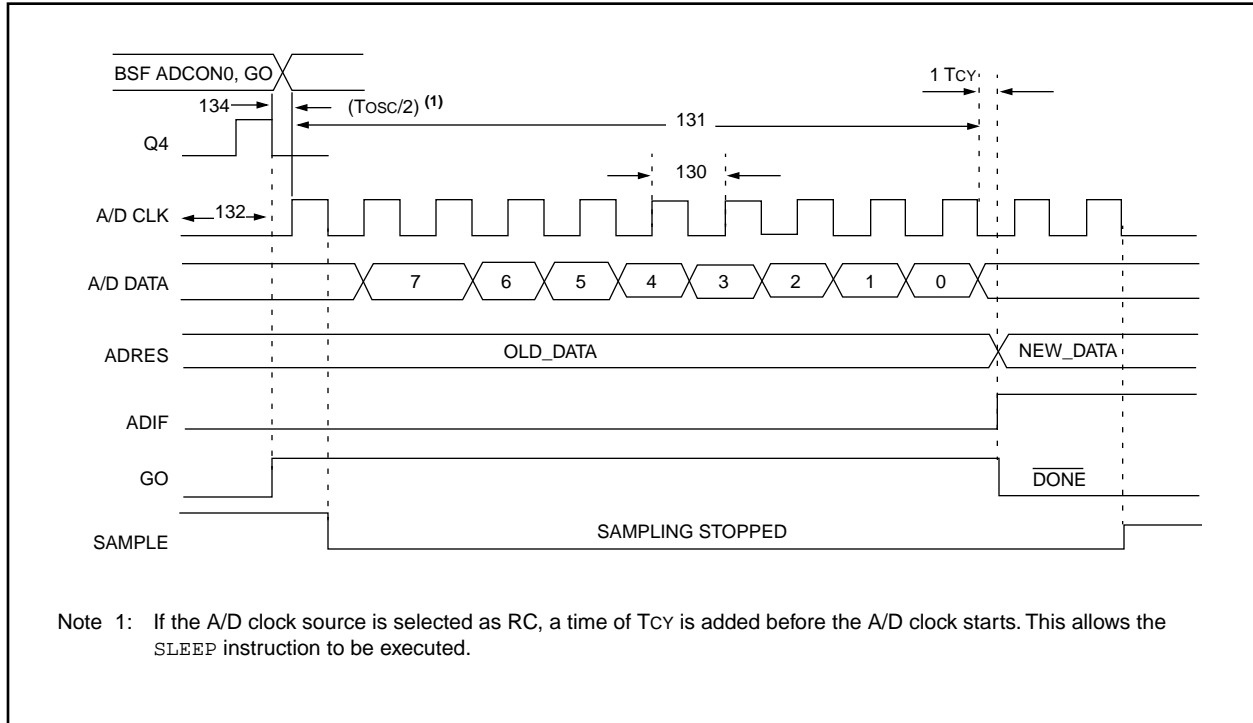 BSF ADCON0, GO
1 TCY
134
(TOSC/2) (1)
131
Q4
130
A/D CLK
132
A/D DATA
7 6 5 4 3 2 1 0
ADRES
OLD_DATA
NEW_DATA
ADIF
GO
DONE
SAMPLE
SAMPLING STOPPED
Note 1: If the A/D clock source is selected as RC, a time of TCY is added before the A/D clock starts. This allows the
SLEEP instruction to be executed.